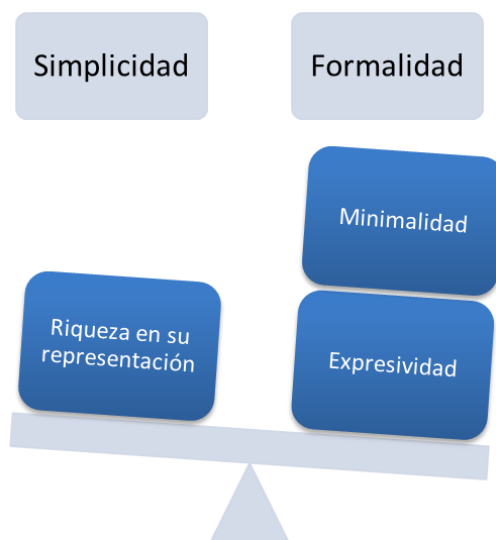 Simplicidad
Formalidad
Minimalidad
Riqueza en su
representación
Expresividad